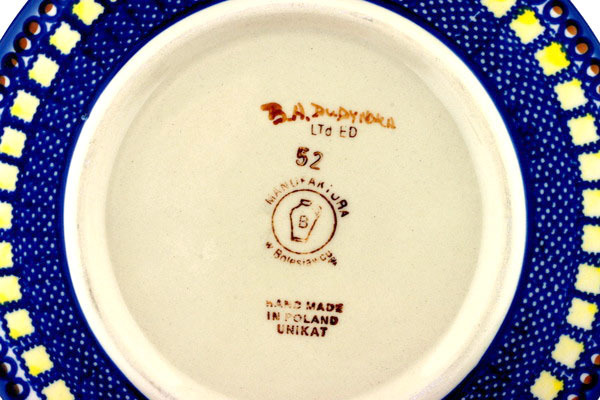 B.A. DUDYNSKA
LTd ED
52
MANUFAKTURA
B
w Bolesławcu
HAND MADE
IN POLAND
UNIKAT